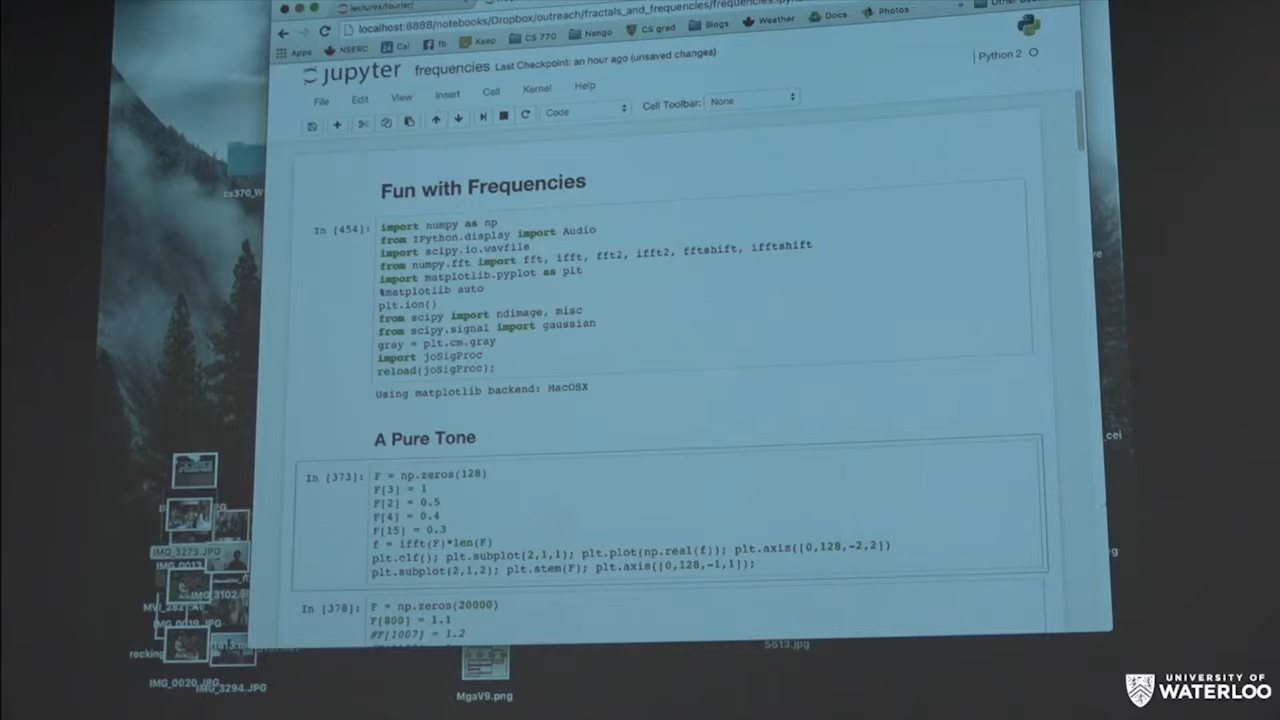 lectures/fourier/
localhost:8888/notebooks/Dropbox/outreach/fractals_and_frequencies/frequencies.ipynb
Apps NSERC Cal fb Keep CS 770 Nengo CS grad Blogs Weather Docs Photos
jupyter frequencies Last Checkpoint: an hour ago (unsaved changes)
File Edit View Insert Cell Kernel Help
Python 2
Code Cell Toolbar: None
Fun with Frequencies
In [454]:
import numpy as np
from IPython.display import Audio
import scipy.io.wavfile
from numpy.fft import fft, ifft, fft2, ifft2, fftshift, ifftshift
import matplotlib.pyplot as plt
%matplotlib auto
plt.ion()
from scipy import ndimage, misc
from scipy.signal import gaussian
gray = plt.cm.gray
import joSigProc
reload(joSigProc);
Using matplotlib backend: MacOSX
A Pure Tone
In [373]:
F = np.zeros(128)
F[3] = 1
F[2] = 0.5
F[4] = 0.4
F[15] = 0.3
f = ifft(F)*len(F)
plt.clf(); plt.subplot(2,1,1); plt.plot(np.real(f)); plt.axis([0,128,-2,2])
plt.subplot(2,1,2); plt.stem(F); plt.axis([0,128,-1,1]);
In [378]:
F = np.zeros(20000)
F[800] = 1.1
#F[1007] = 1.2
cs370_W
IMG_3273.JPG
IMG_3102.JPG
IMG_0019.JPG
IMG_0020.JPG
IMG_3294.JPG
MgaV9.png
5613.jpg
UNIVERSITY OF
WATERLOO